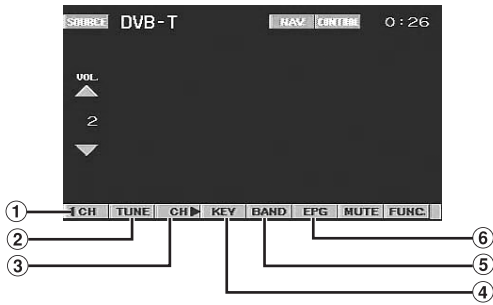 SOURCE DVB-T NAV. CONTROL 0:26
VOL.
2
◀ CH TUNE CH▶ KEY BAND EPG MUTE FUNC.
1
2
3
6
5
4